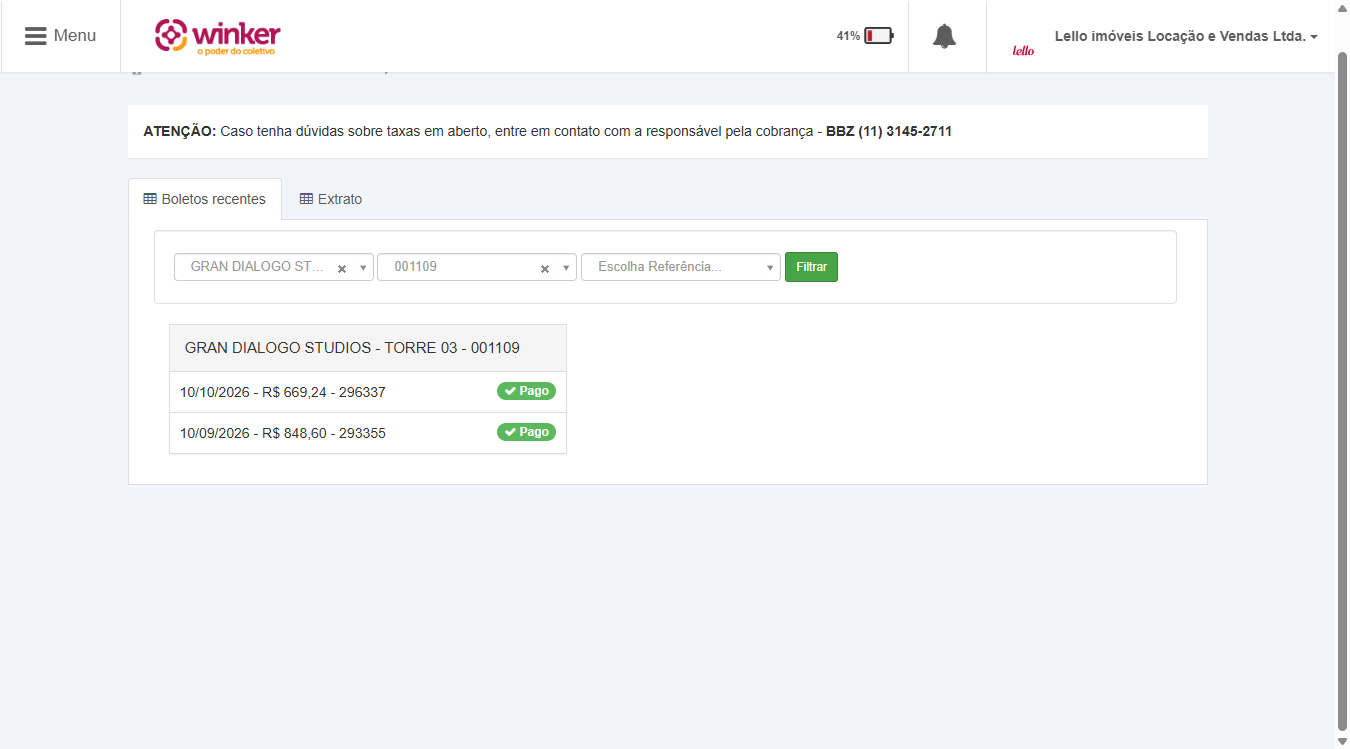 Menu
winker
o poder do coletivo
41%
lello
Lello imóveis Locação e Vendas Ltda.
ATENÇÃO: Caso tenha dúvidas sobre taxas em aberto, entre em contato com a responsável pela cobrança - BBZ (11) 3145-2711
Boletos recentes
Extrato
GRAN DIALOGO ST...
001109
Escolha Referência...
Filtrar
GRAN DIALOGO STUDIOS - TORRE 03 - 001109
10/10/2026 - R$ 669,24 - 296337
Pago
10/09/2026 - R$ 848,60 - 293355
Pago